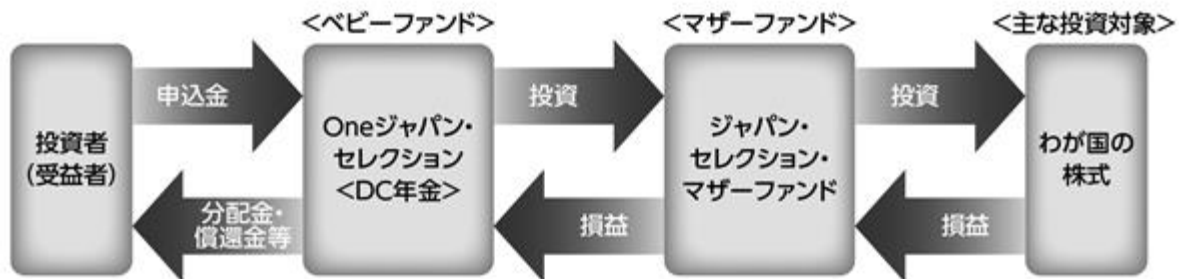 <ベビーファンド>
<マザーファンド>
<主な投資対象>
申込金
投資
投資
投資者
(受益者)
Oneジャパン・
セレクション
<DC年金>
ジャパン・
セレクション・
マザーファンド
わが国の
株式
分配金・
償還金等
損益
損益